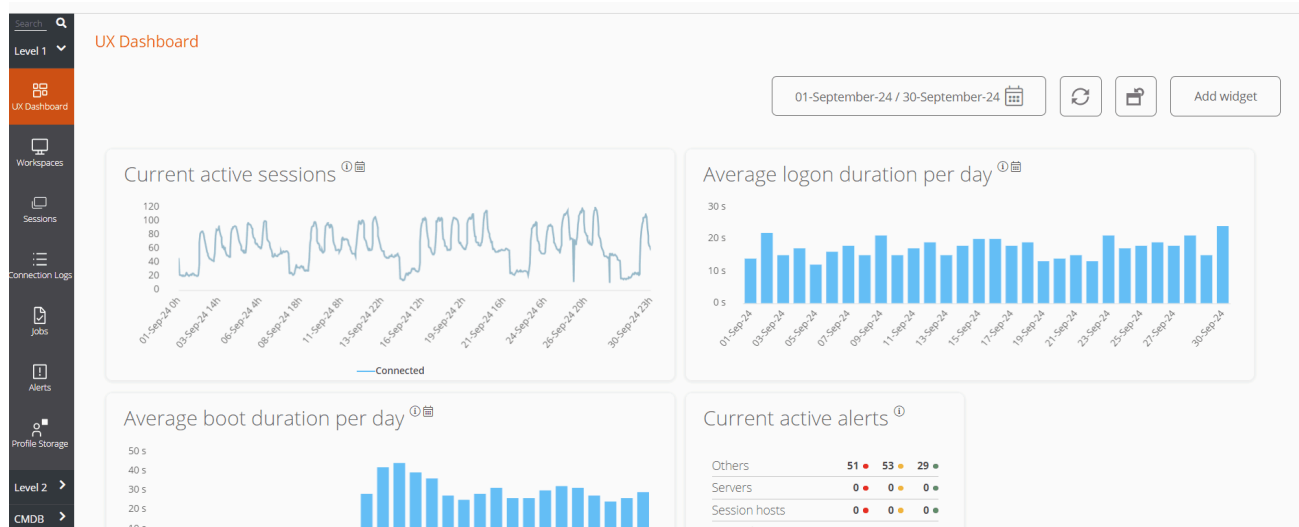 Search
Level 1
UX Dashboard
Workspaces
Sessions
Connection Logs
Jobs
Alerts
Profile Storage
Level 2
CMDB
UX Dashboard
01-September-24 / 30-September-24
Add widget
Current active sessions
120
100
80
60
40
20
0
01-Sep-24 0h
03-Sep-24 14h
06-Sep-24 4h
08-Sep-24 18h
11-Sep-24 8h
13-Sep-24 22h
16-Sep-24 12h
19-Sep-24 2h
21-Sep-24 16h
24-Sep-24 6h
26-Sep-24 20h
30-Sep-24 23h
Connected
Average logon duration per day
30 s
20 s
10 s
0 s
01-Sep-24
03-Sep-24
05-Sep-24
07-Sep-24
09-Sep-24
11-Sep-24
13-Sep-24
15-Sep-24
17-Sep-24
19-Sep-24
21-Sep-24
23-Sep-24
25-Sep-24
27-Sep-24
30-Sep-24
Average boot duration per day
50 s
40 s
30 s
20 s
Current active alerts
Others 51 53 29
Servers 0 0 0
Session hosts 0 0 0